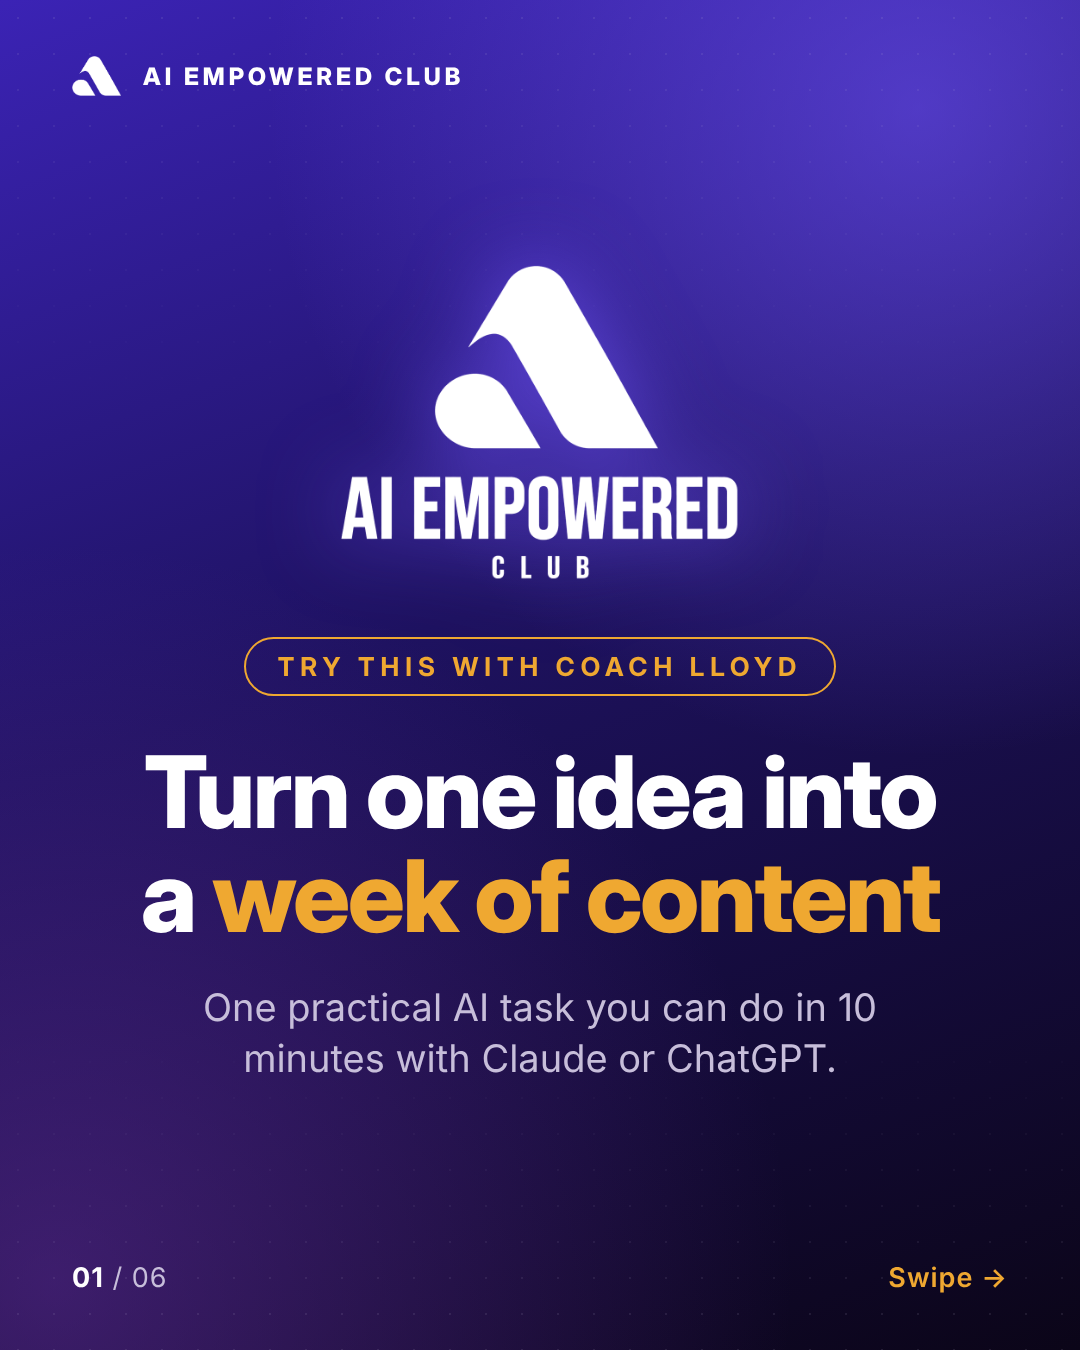 AI EMPOWERED CLUB
AI EMPOWERED
CLUB
TRY THIS WITH COACH LLOYD
Turn one idea into
a week of content
One practical AI task you can do in 10
minutes with Claude or ChatGPT.
01 / 06
Swipe →